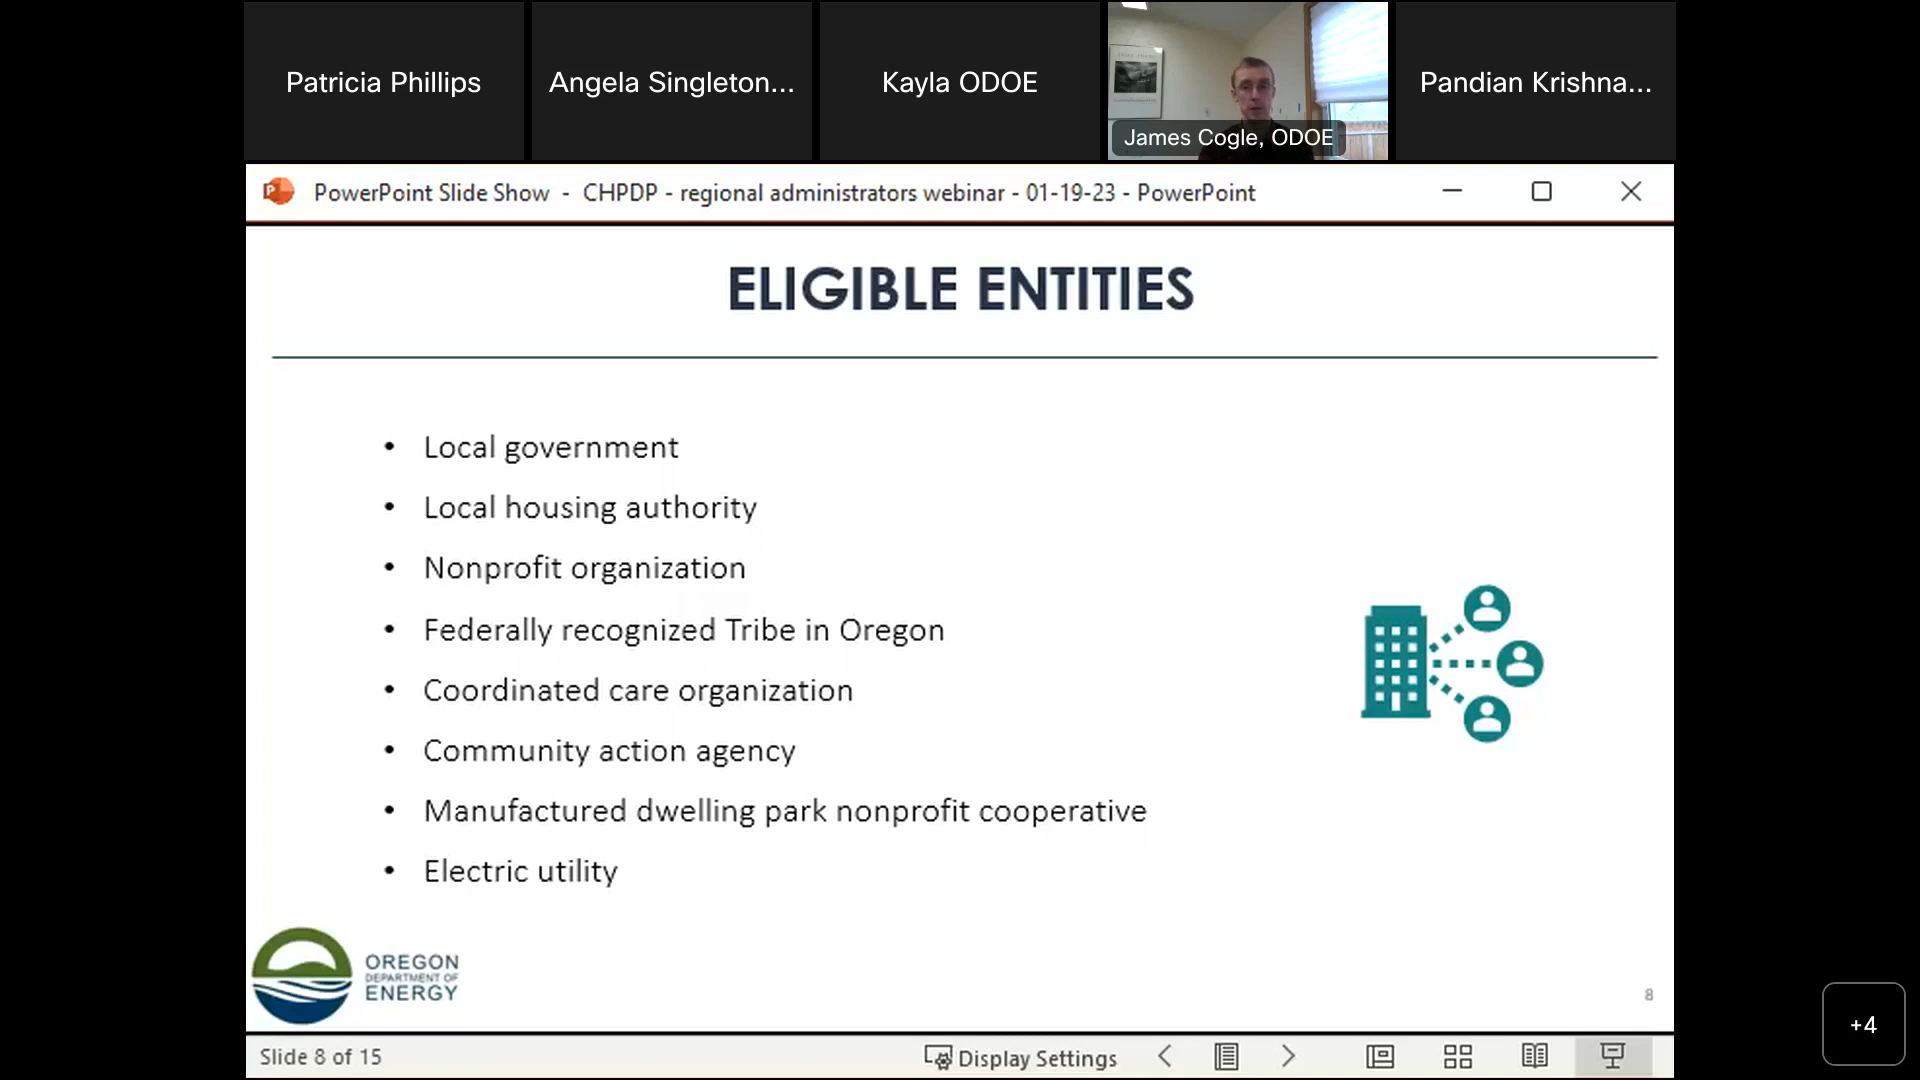 Patricia Phillips
Angela Singleton...
Kayla ODOE
James Cogle, ODOE
Pandian Krishna...
PowerPoint Slide Show - CHPDP - regional administrators webinar - 01-19-23 - PowerPoint
ELIGIBLE ENTITIES
• Local government
• Local housing authority
• Nonprofit organization
• Federally recognized Tribe in Oregon
• Coordinated care organization
• Community action agency
• Manufactured dwelling park nonprofit cooperative
• Electric utility
OREGON
DEPARTMENT OF
ENERGY
8
+4
Slide 8 of 15
Display Settings